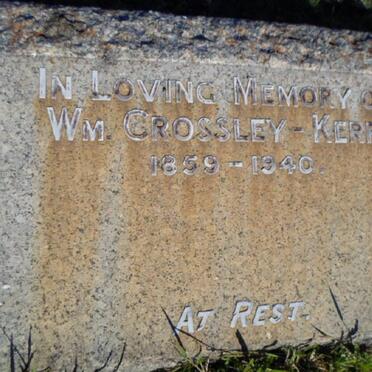 IN LOVING MEMORY O
WM. CROSSLEY-KER
1859-1940.
AT REST.